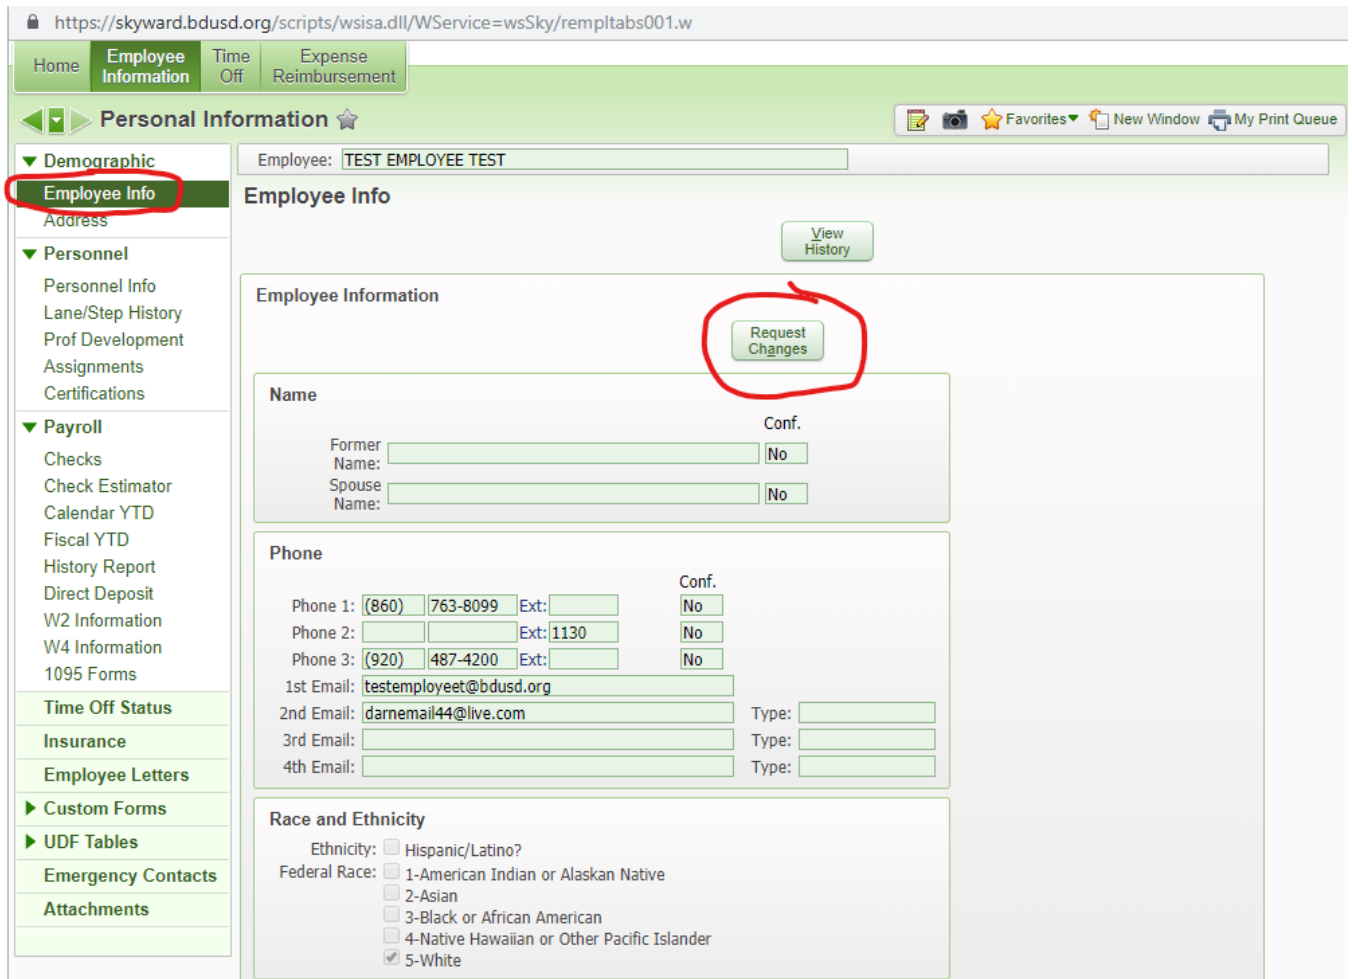 https://skyward.bdusd.org/scripts/wsisa.dll/WService=wsSky/rempltabs001.w
Home Employee Information Time Off Expense Reimbursement
Personal Information Favorites New Window My Print Queue
Demographic
Employee Info
Address
Personnel
Personnel Info
Lane/Step History
Prof Development
Assignments
Certifications
Payroll
Checks
Check Estimator
Calendar YTD
Fiscal YTD
History Report
Direct Deposit
W2 Information
W4 Information
1095 Forms
Time Off Status
Insurance
Employee Letters
Custom Forms
UDF Tables
Emergency Contacts
Attachments
Employee: TEST EMPLOYEE TEST
Employee Info
View
History
Employee Information
Request
Changes
Name
Conf.
Former
Name: No
Spouse
Name: No
Phone
Conf.
Phone 1: (860) 763-8099 Ext: No
Phone 2: Ext: 1130 No
Phone 3: (920) 487-4200 Ext: No
1st Email: testemployeet@bdusd.org
2nd Email: darnemail44@live.com Type:
3rd Email: Type:
4th Email: Type:
Race and Ethnicity
Ethnicity: Hispanic/Latino?
Federal Race: 1-American Indian or Alaskan Native
2-Asian
3-Black or African American
4-Native Hawaiian or Other Pacific Islander
5-White